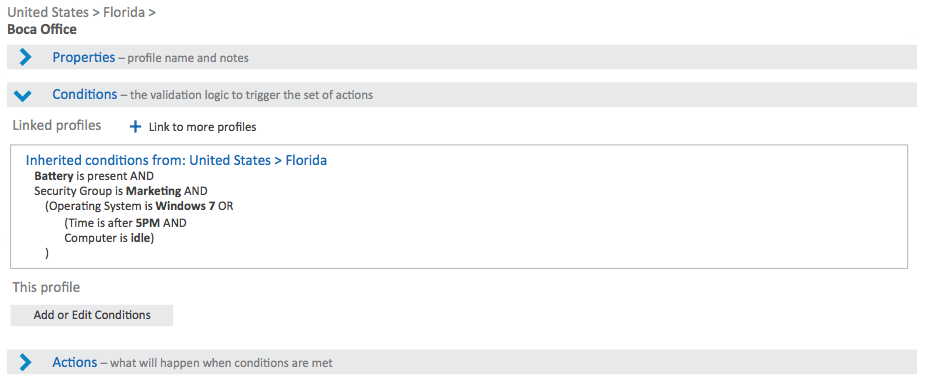 United States > Florida >
Boca Office
Properties – profile name and notes
Conditions – the validation logic to trigger the set of actions
Linked profiles + Link to more profiles
Inherited conditions from: United States > Florida
Battery is present AND
Security Group is Marketing AND
(Operating System is Windows 7 OR
(Time is after 5PM AND
Computer is idle)
)
This profile
Add or Edit Conditions
Actions – what will happen when conditions are met